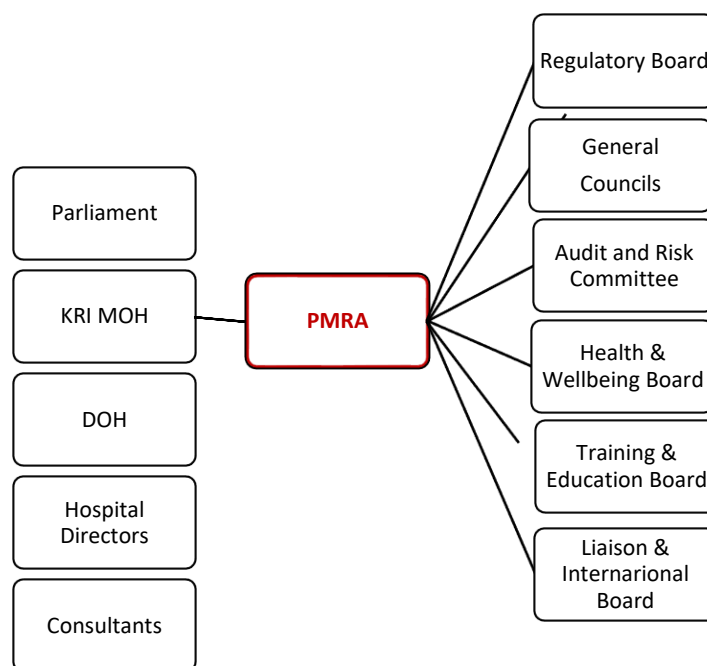 Parliament
KRI MOH
DOH
Hospital
Directors
Consultants
PMRA
Regulatory Board
General
Councils
Audit and Risk
Committee
Health &
Wellbeing Board
Training &
Education Board
Liaison &
Internarional
Board